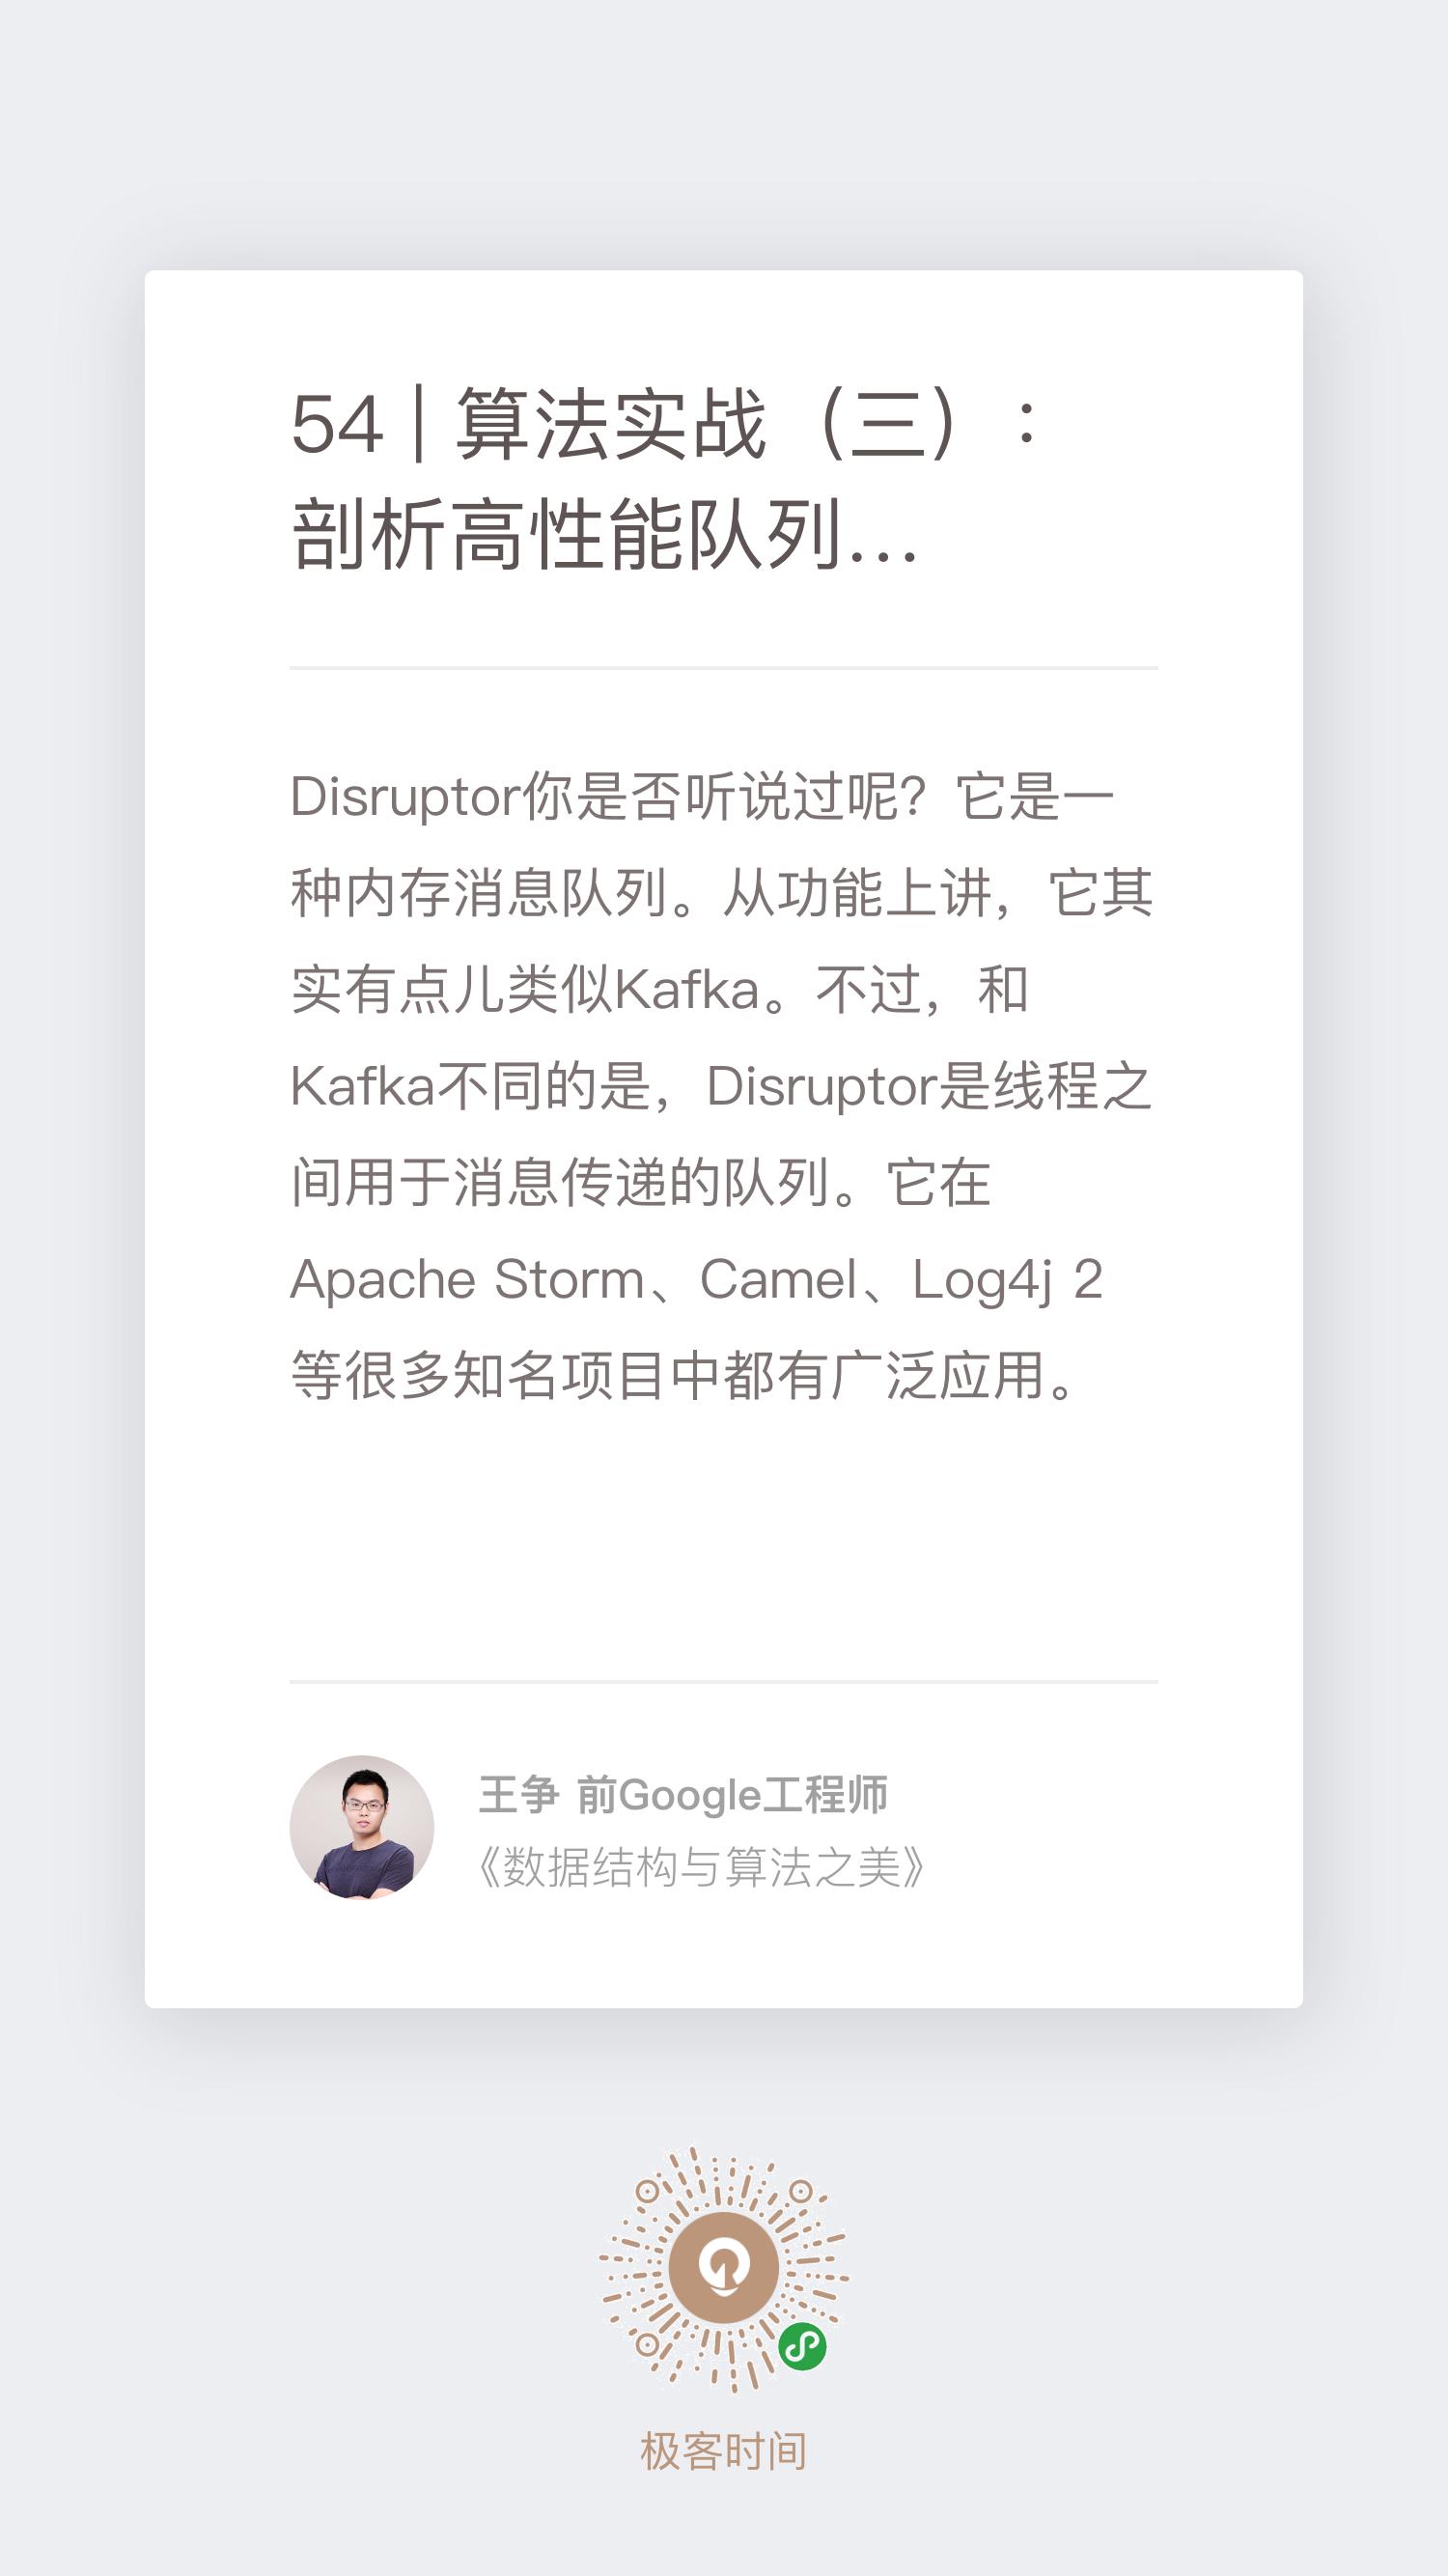 54 | 算法实战（三）：
剖析高性能队列...
Disruptor你是否听说过呢？它是一
种内存消息队列。从功能上讲，它其
实有点儿类似Kafka。不过，和
Kafka不同的是，Disruptor是线程之
间用于消息传递的队列。它在
Apache Storm、Camel、Log4j 2
等很多知名项目中都有广泛应用。
王争 前Google工程师
《数据结构与算法之美》
极客时间